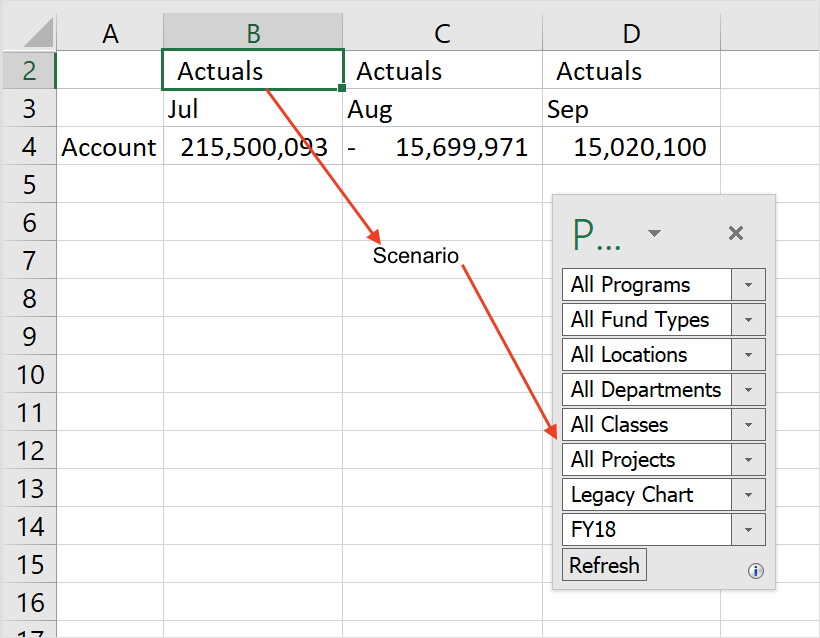 A B C D
2 Actuals Actuals Actuals
3 Jul Aug Sep
4 Account 215,500,093 - 15,699,971 15,020,100
5
6
P...
7
Scenario
All Programs
8
All Fund Types
9
All Locations
10
All Departments
11
All Classes
12
All Projects
13
Legacy Chart
14
FY18
15
Refresh
16
17